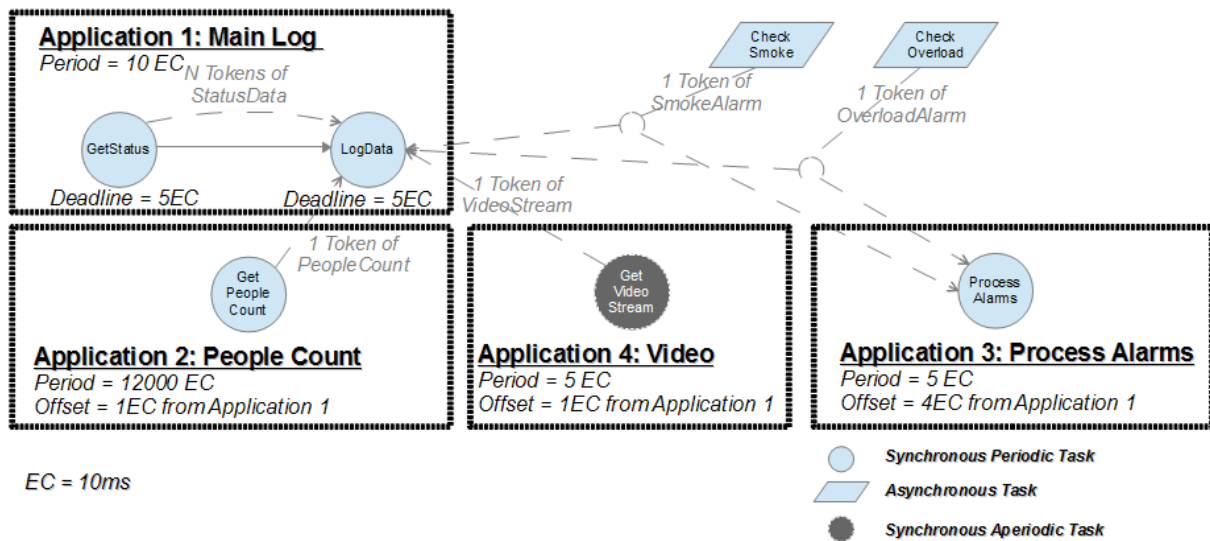 Application 1: Main Log
Period = 10 EC
N Tokens of
StatusData
GetStatus
LogData
Deadline = 5EC
Deadline = 5EC
Check
Smoke
Check
Overload
1 Token of
SmokeAlarm
1 Token of
OverloadAlarm
1 Token of
VideoStream
1 Token of
PeopleCount
Get
People
Count
Application 2: People Count
Period = 12000 EC
Offset = 1EC from Application 1
Get
Video
Stream
Application 4: Video
Period = 5 EC
Offset = 1EC from Application 1
Process
Alarms
Application 3: Process Alarms
Period = 5 EC
Offset = 4EC from Application 1
EC = 10ms
Synchronous Periodic Task
Asynchronous Task
Synchronous Aperiodic Task